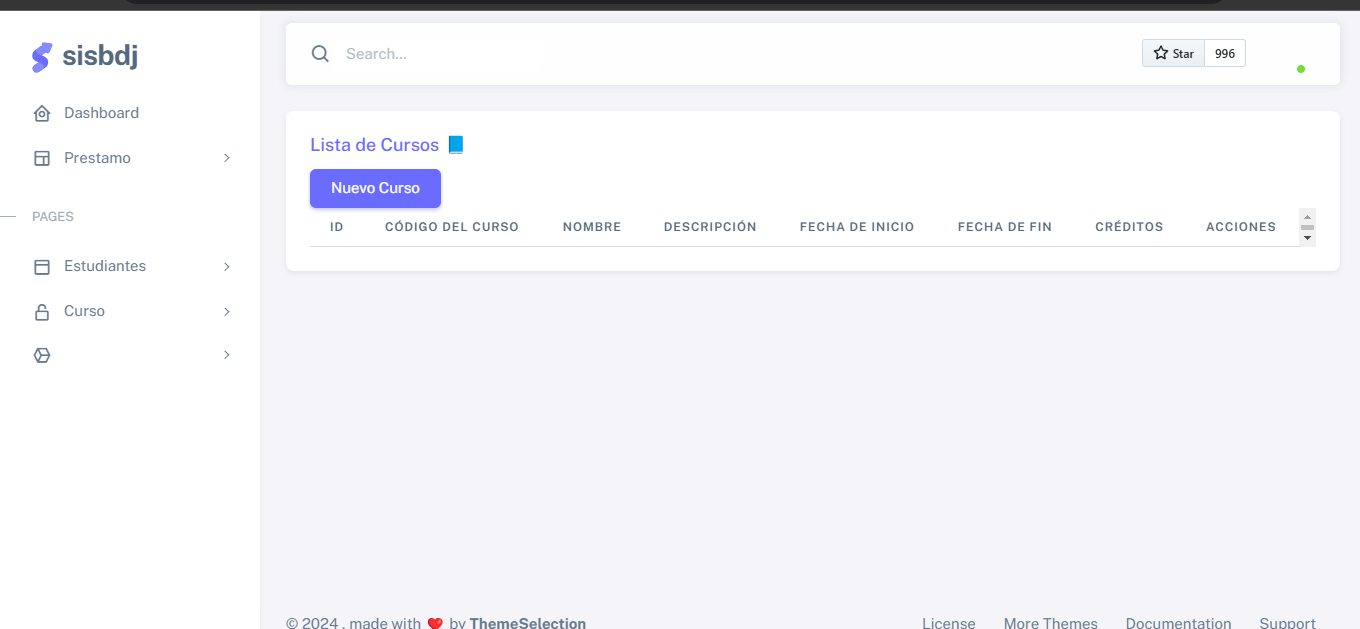 sisbdj
Search...
Star
996
Dashboard
Prestamo
PAGES
Estudiantes
Curso
Lista de Cursos
Nuevo Curso
ID CÓDIGO DEL CURSO NOMBRE DESCRIPCIÓN FECHA DE INICIO FECHA DE FIN CRÉDITOS ACCIONES
© 2024 , made with ❤️ by ThemeSelection
License More Themes Documentation Support